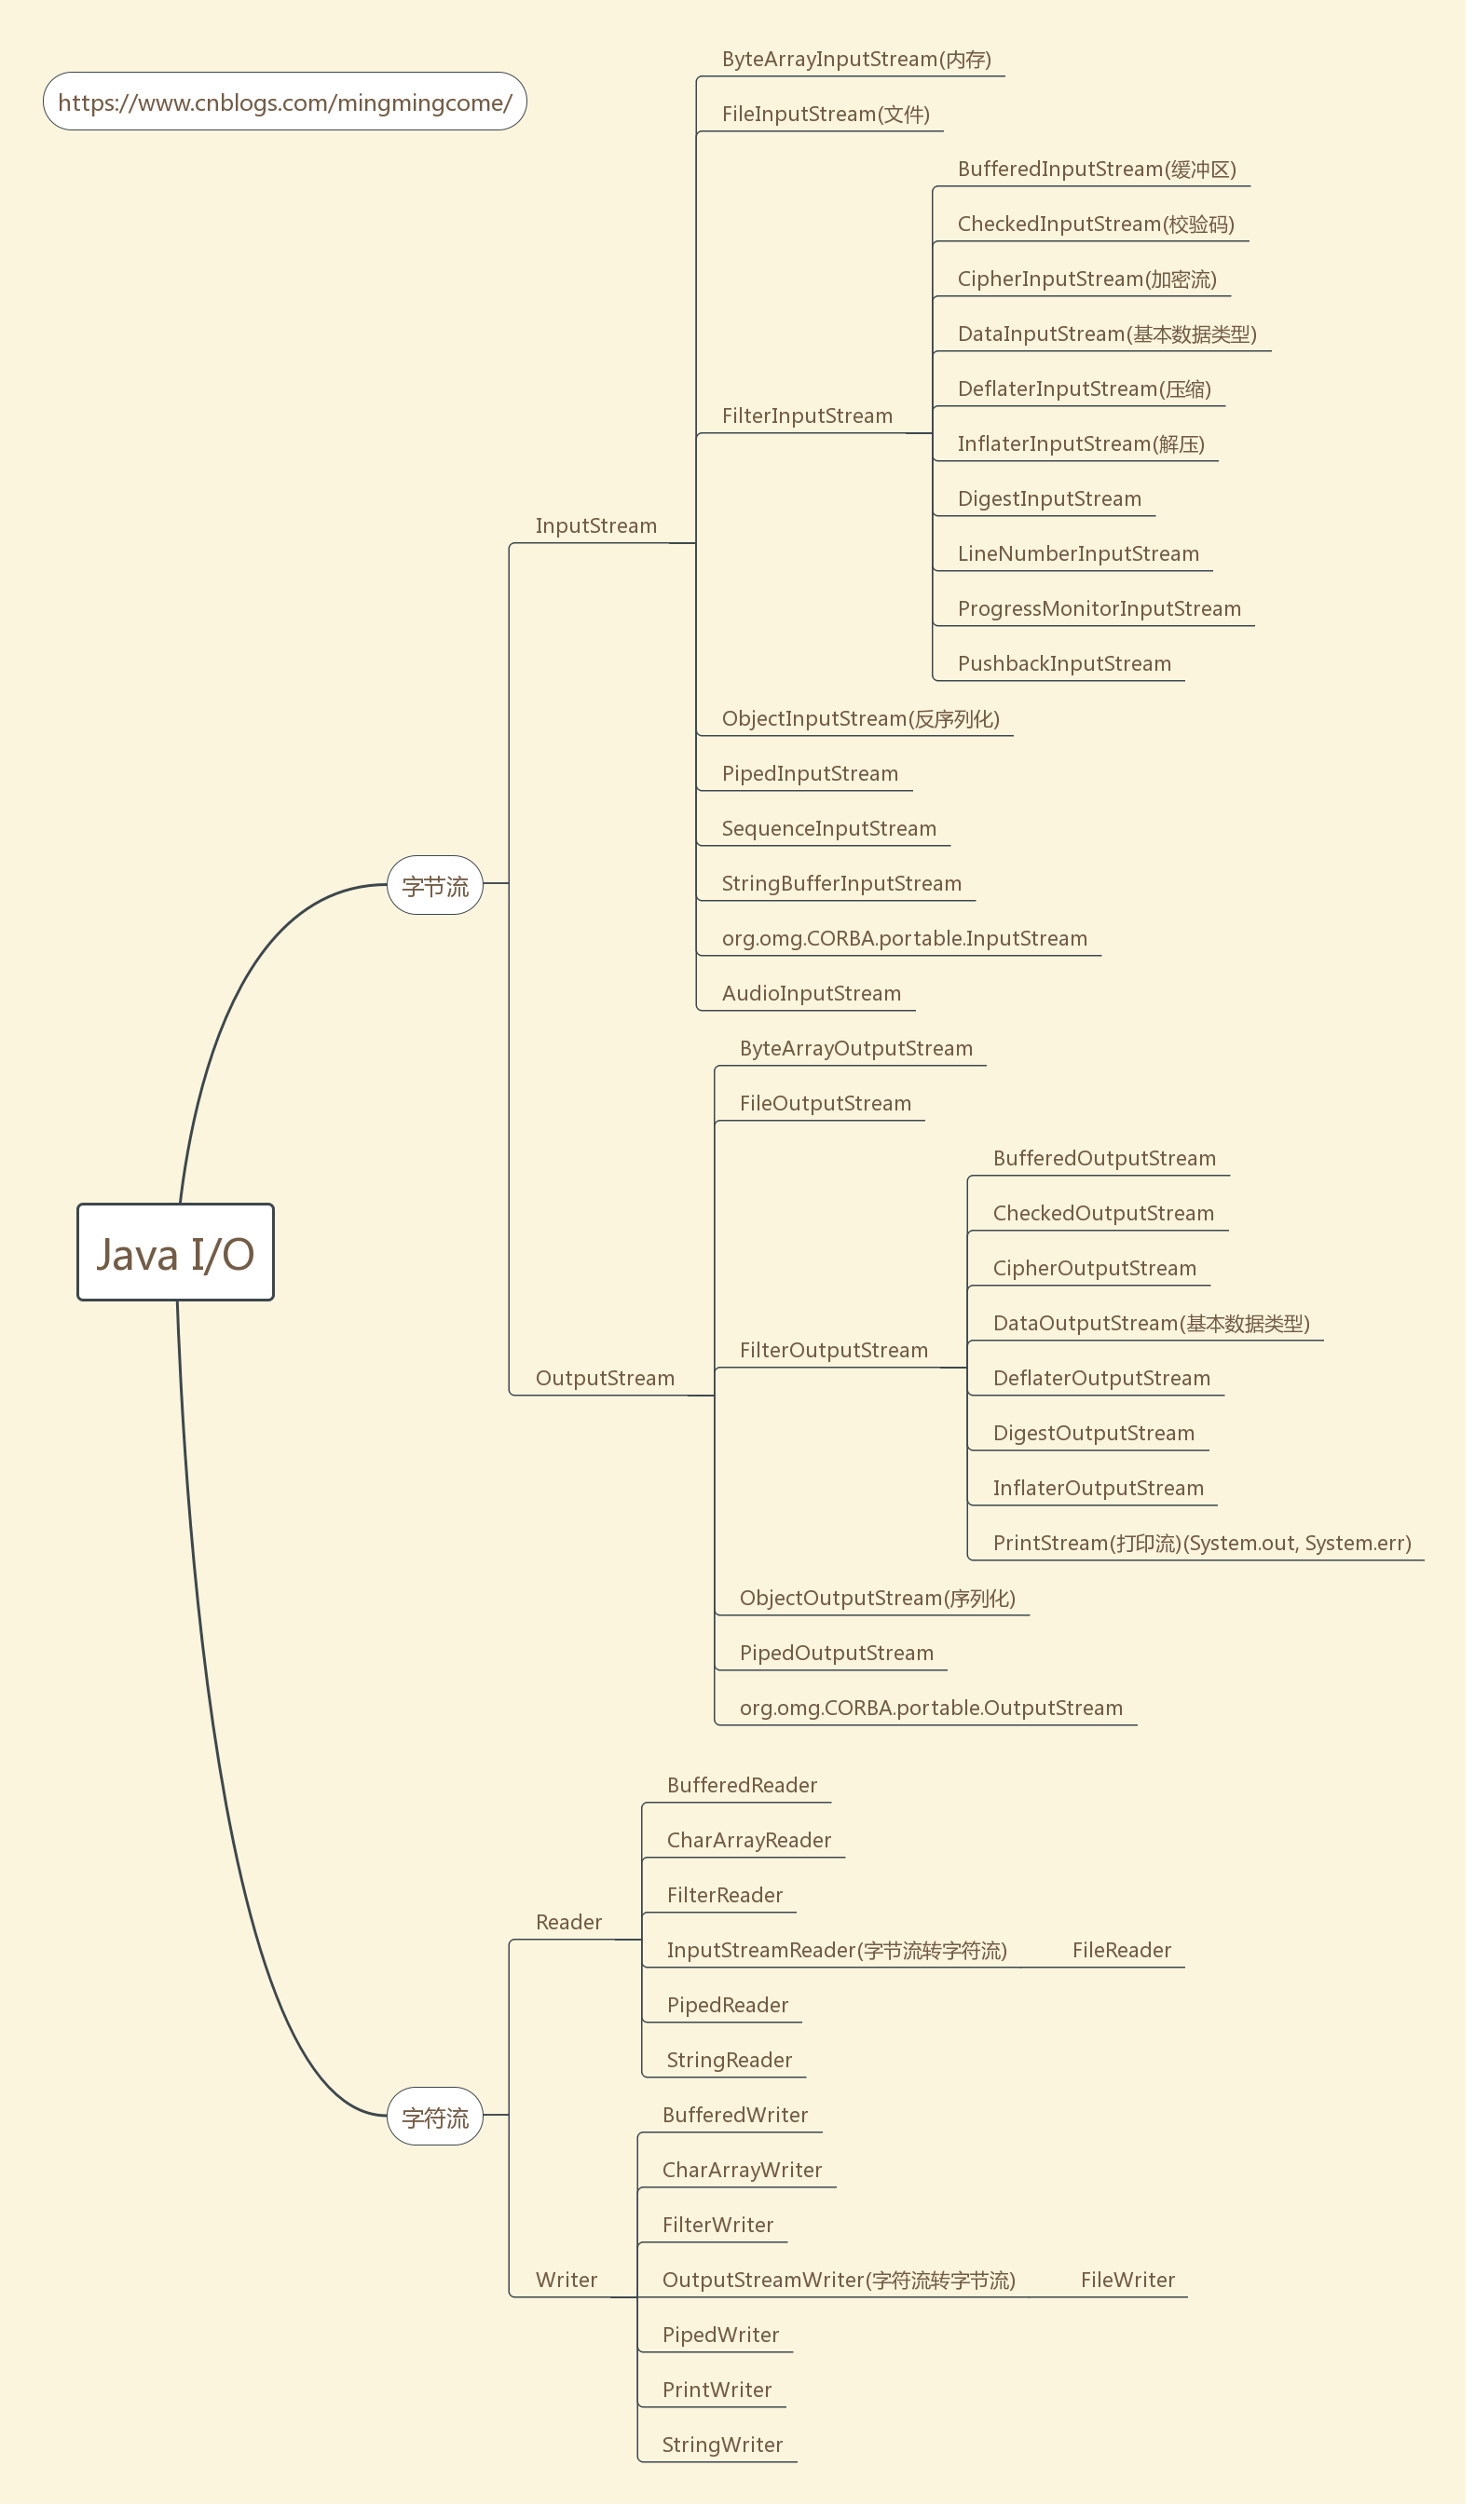 https://www.cnblogs.com/mingmingcome/
Java I/O
字节流
InputStream
ByteArrayInputStream(内存)
FileInputStream(文件)
FilterInputStream
BufferedInputStream(缓冲区)
CheckedInputStream(校验码)
CipherInputStream(加密流)
DataInputStream(基本数据类型)
DeflaterInputStream(压缩)
InflaterInputStream(解压)
DigestInputStream
LineNumberInputStream
ProgressMonitorInputStream
PushbackInputStream
ObjectInputStream(反序列化)
PipedInputStream
SequenceInputStream
StringBufferInputStream
org.omg.CORBA.portable.InputStream
AudioInputStream
OutputStream
ByteArrayOutputStream
FileOutputStream
FilterOutputStream
BufferedOutputStream
CheckedOutputStream
CipherOutputStream
DataOutputStream(基本数据类型)
DeflaterOutputStream
DigestOutputStream
InflaterOutputStream
PrintStream(打印流)(System.out, System.err)
ObjectOutputStream(序列化)
PipedOutputStream
org.omg.CORBA.portable.OutputStream
字符流
Reader
BufferedReader
CharArrayReader
FilterReader
InputStreamReader(字节流转字符流)
FileReader
PipedReader
StringReader
Writer
BufferedWriter
CharArrayWriter
FilterWriter
OutputStreamWriter(字符流转字节流)
FileWriter
PipedWriter
PrintWriter
StringWriter